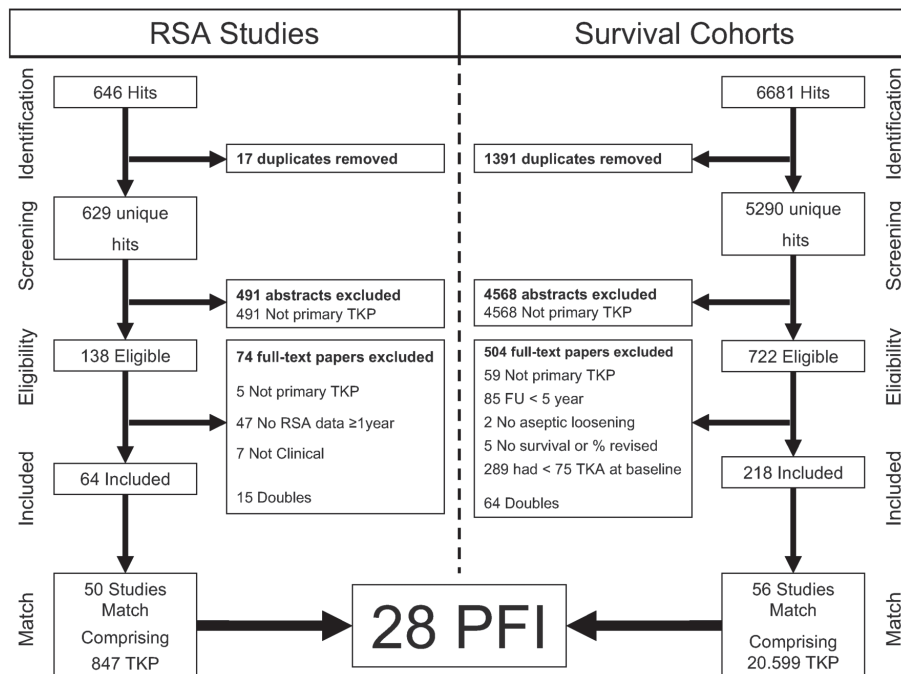 RSA Studies
Survival Cohorts
Identification
646 Hits
17 duplicates removed
Screening
629 unique
hits
491 abstracts excluded
491 Not primary TKP
Eligibility
138 Eligible
74 full-text papers excluded
5 Not primary TKP
47 No RSA data ≥1year
7 Not Clinical
15 Doubles
Included
64 Included
Match
50 Studies
Match
Comprising
847 TKP
28 PFI
6681 Hits
Identification
1391 duplicates removed
5290 unique
hits
Screening
4568 abstracts excluded
4568 Not primary TKP
722 Eligible
Eligibility
504 full-text papers excluded
59 Not primary TKP
85 FU < 5 year
2 No aseptic loosening
5 No survival or % revised
289 had < 75 TKA at baseline
64 Doubles
218 Included
Included
56 Studies
Match
Comprising
20.599 TKP
Match